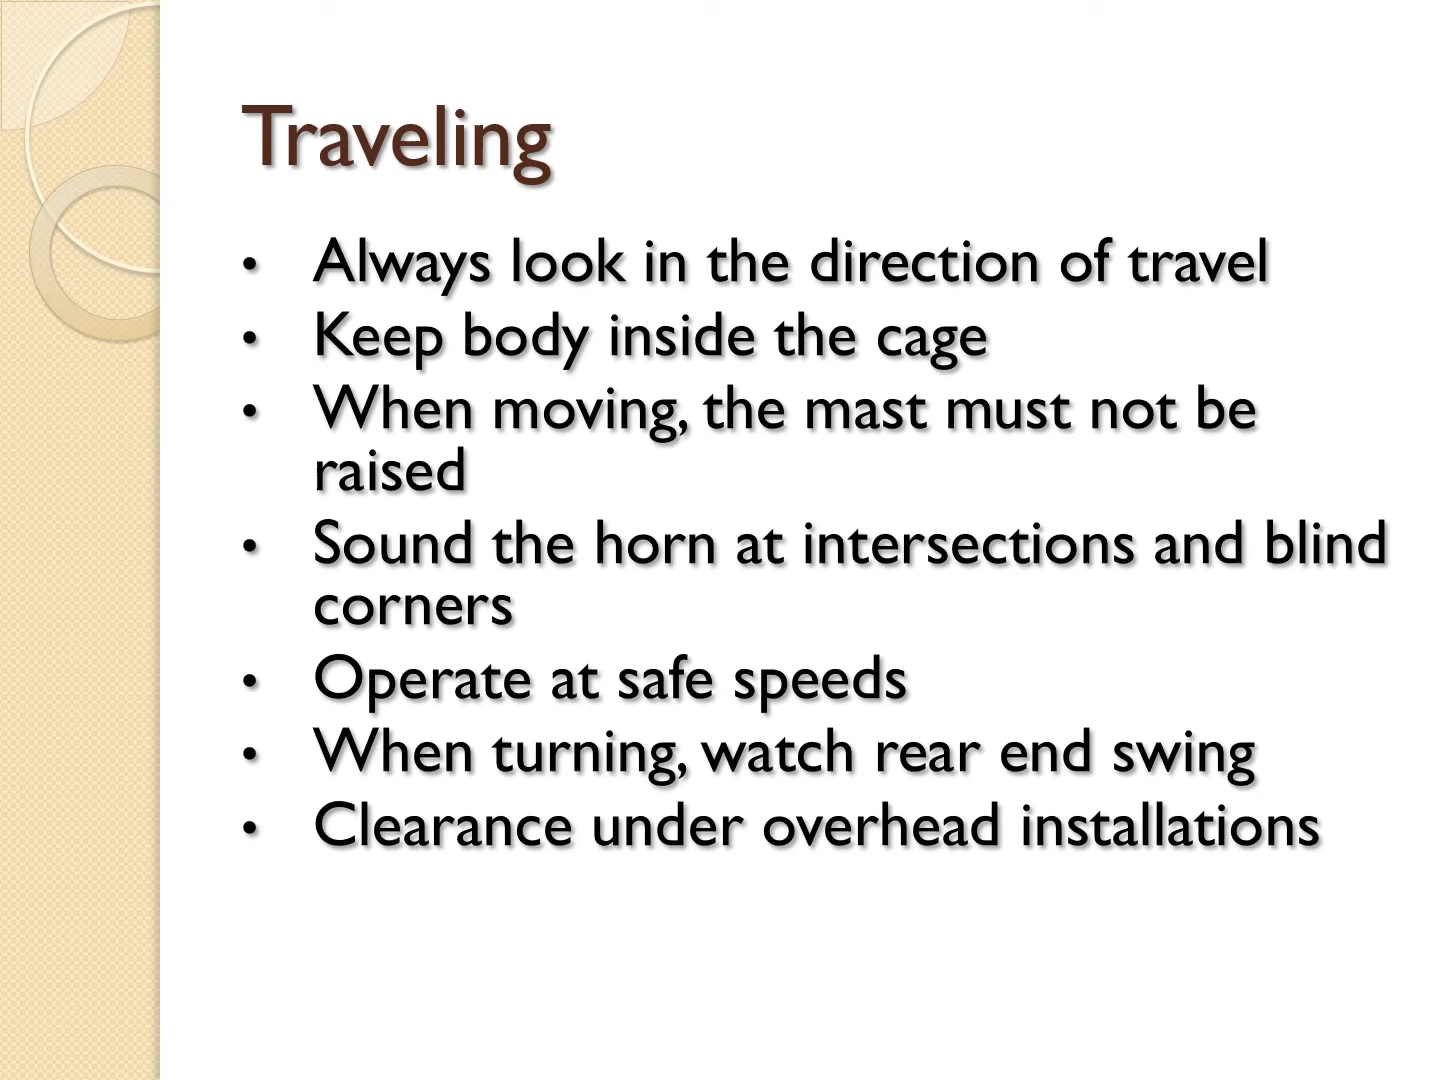 Traveling
• Always look in the direction of travel
• Keep body inside the cage
• When moving, the mast must not be
raised
• Sound the horn at intersections and blind
corners
• Operate at safe speeds
• When turning, watch rear end swing
• Clearance under overhead installations